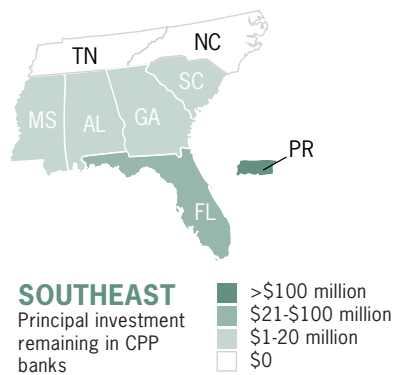 TN
NC
SC
MS
AL
GA
PR
FL
SOUTHEAST
Principal investment
remaining in CPP
banks
>$100 million
$21-$100 million
$1-20 million
$0